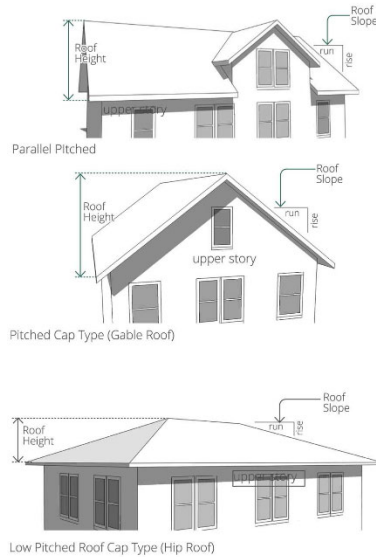 Roof
Slope
Roof
Height
run
rise
upper story
Parallel Pitched
Roof
Slope
Roof
Height
run
rise
upper story
Pitched Cap Type (Gable Roof)
Roof
Slope
Roof
Height
run
rise
upper story
Low Pitched Roof Cap Type (Hip Roof)